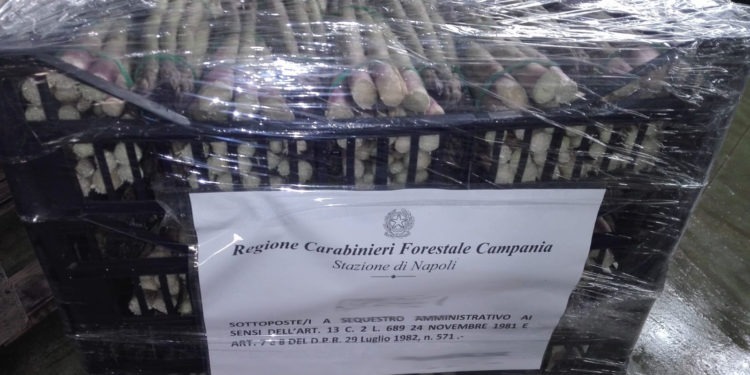 Regione Carabinieri Forestale Campania
Stazione di Napoli
SOTTOPOSTE/I A SEQUESTRO AMMINISTRATIVO AI
SENSI DELL'ART. 13 C. 2 L. 689 24 NOVEMBRE 1981 E
ART. 7 e 8 DEL D.P.R. 29 Luglio 1982, n. 571 .-